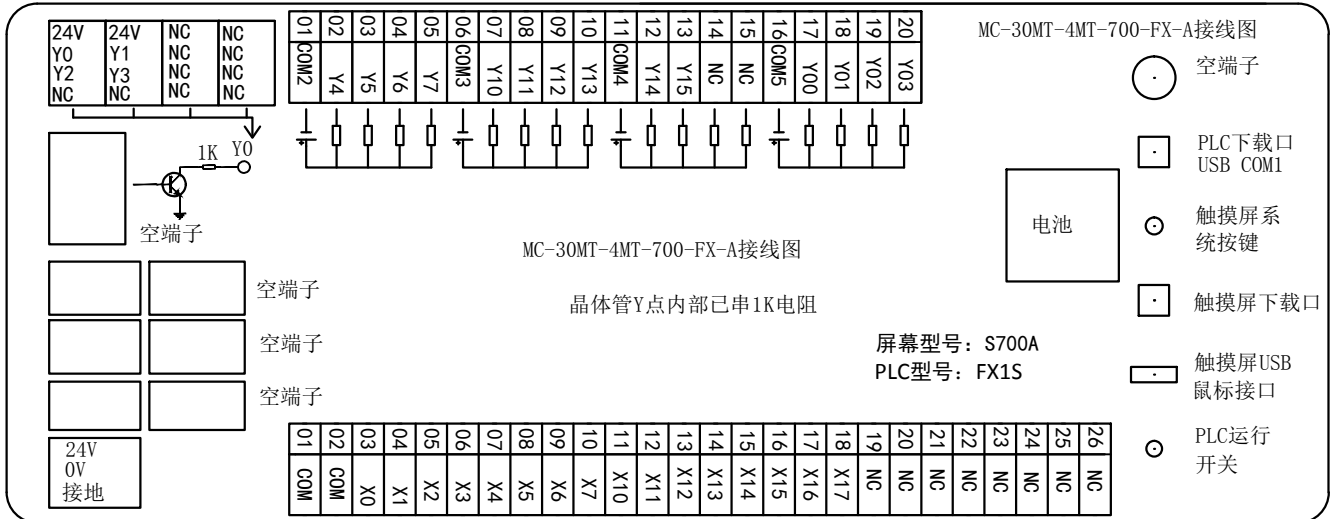 MC-30MT-4MT-700-FX-A接线图
24V 24V NC NC
Y0 Y1 NC NC
Y2 Y3 NC NC
NC NC NC NC
01 02 03 04 05 06 07 08 09 10 11 12 13 14 15 16 17 18 19 20
COM2 Y4 Y5 Y6 Y7 COM3 Y10 Y11 Y12 Y13 COM4 Y14 Y15 NC NC COM5 Y00 Y01 Y02 Y03
空端子
1K Y0
空端子
PLC下载口
USB COM1
电池
触摸屏系
统按键
MC-30MT-4MT-700-FX-A接线图
晶体管Y点内部已串1K电阻
空端子
触摸屏下载口
空端子
屏幕型号: S700A
PLC型号: FX1S
触摸屏USB
鼠标接口
空端子
24V
0V
接地
01 02 03 04 05 06 07 08 09 10 11 12 13 14 15 16 17 18 19 20 21 22 23 24 25 26
COM COM X0 X1 X2 X3 X4 X5 X6 X7 X10 X11 X12 X13 X14 X15 X16 X17 NC NC NC NC NC NC NC NC
PLC运行
开关